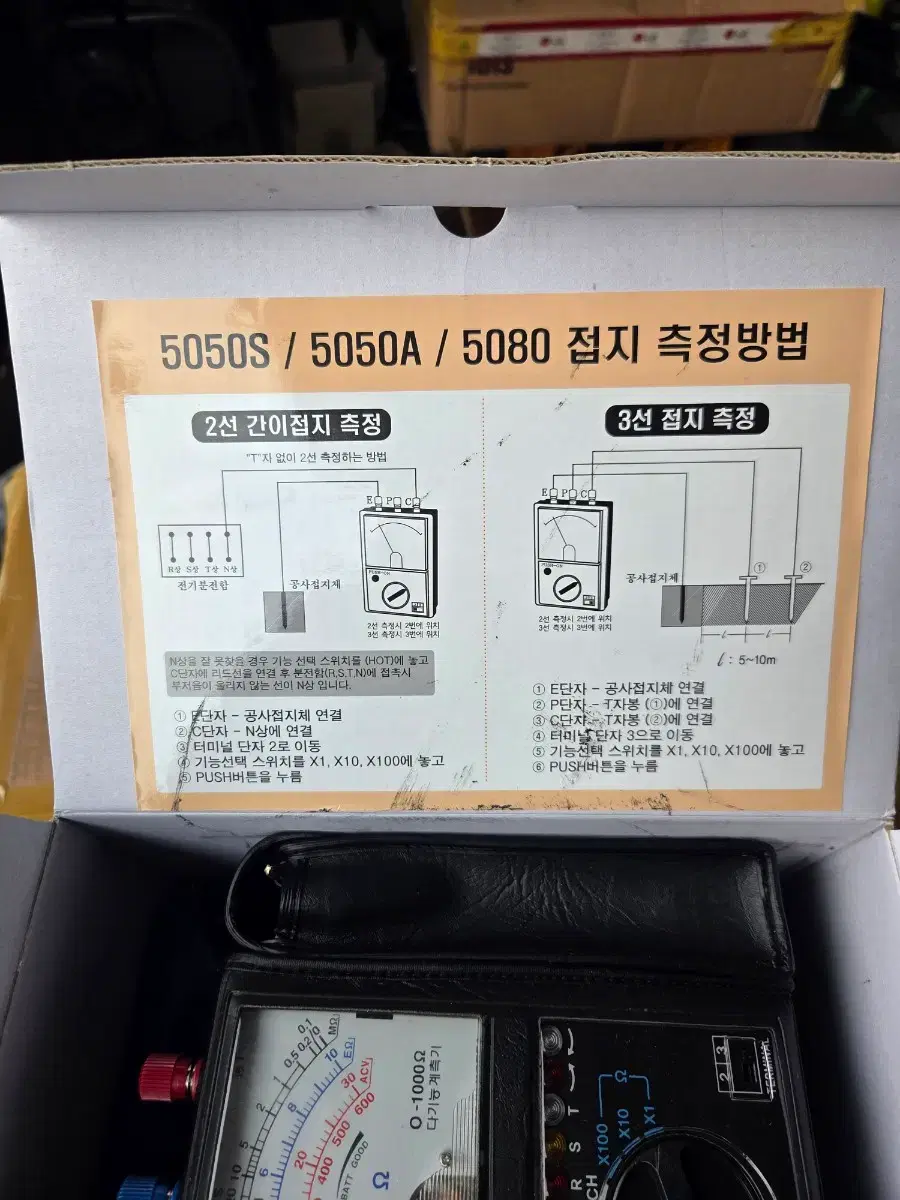 5050S / 5050A / 5080 접지 측정방법
2선 간이접지 측정
"T"자 없이 2선 측정하는 방법
E P C
R상 S상 T상 N상
전기분전함
공사접지체
PUSH-ON
2선 측정시 2번에 위치
3선 측정시 3번에 위치
N상을 잘 못찾을 경우 기능 선택 스위치를 (HOT)에 놓고
C단자에 리드선을 연결 후 분전함(R,S,T,N)에 접촉시
부저음이 울리지 않는 선이 N상 입니다.
① E단자 - 공사접지체 연결
② C단자 - N상에 연결
③ 터미널 단자 2로 이동
④ 기능선택 스위치를 X1, X10, X100에 놓고
⑤ PUSH버튼을 누름
3선 접지 측정
E P C
① ②
공사접지체
PUSH-ON
2선 측정시 2번에 위치
3선 측정시 3번에 위치
ℓ ℓ
ℓ : 5~10m
① E단자 - 공사접지체 연결
② P단자 - T자봉 (①)에 연결
③ C단자 - T자봉 (②)에 연결
④ 터미널 단자 3으로 이동
⑤ 기능선택 스위치를 X1, X10, X100에 놓고
⑥ PUSH버튼을 누름
MΩ
0 0.1 0.2 0.5 1 2 5 10
EΩ
10 8 6
ACV
30 20
600 500 400 300
BATT GOOD
Ω
0-1000Ω
다기능계측기
R S T
Ω
X100 X10 X1
2 3
TERMINAL